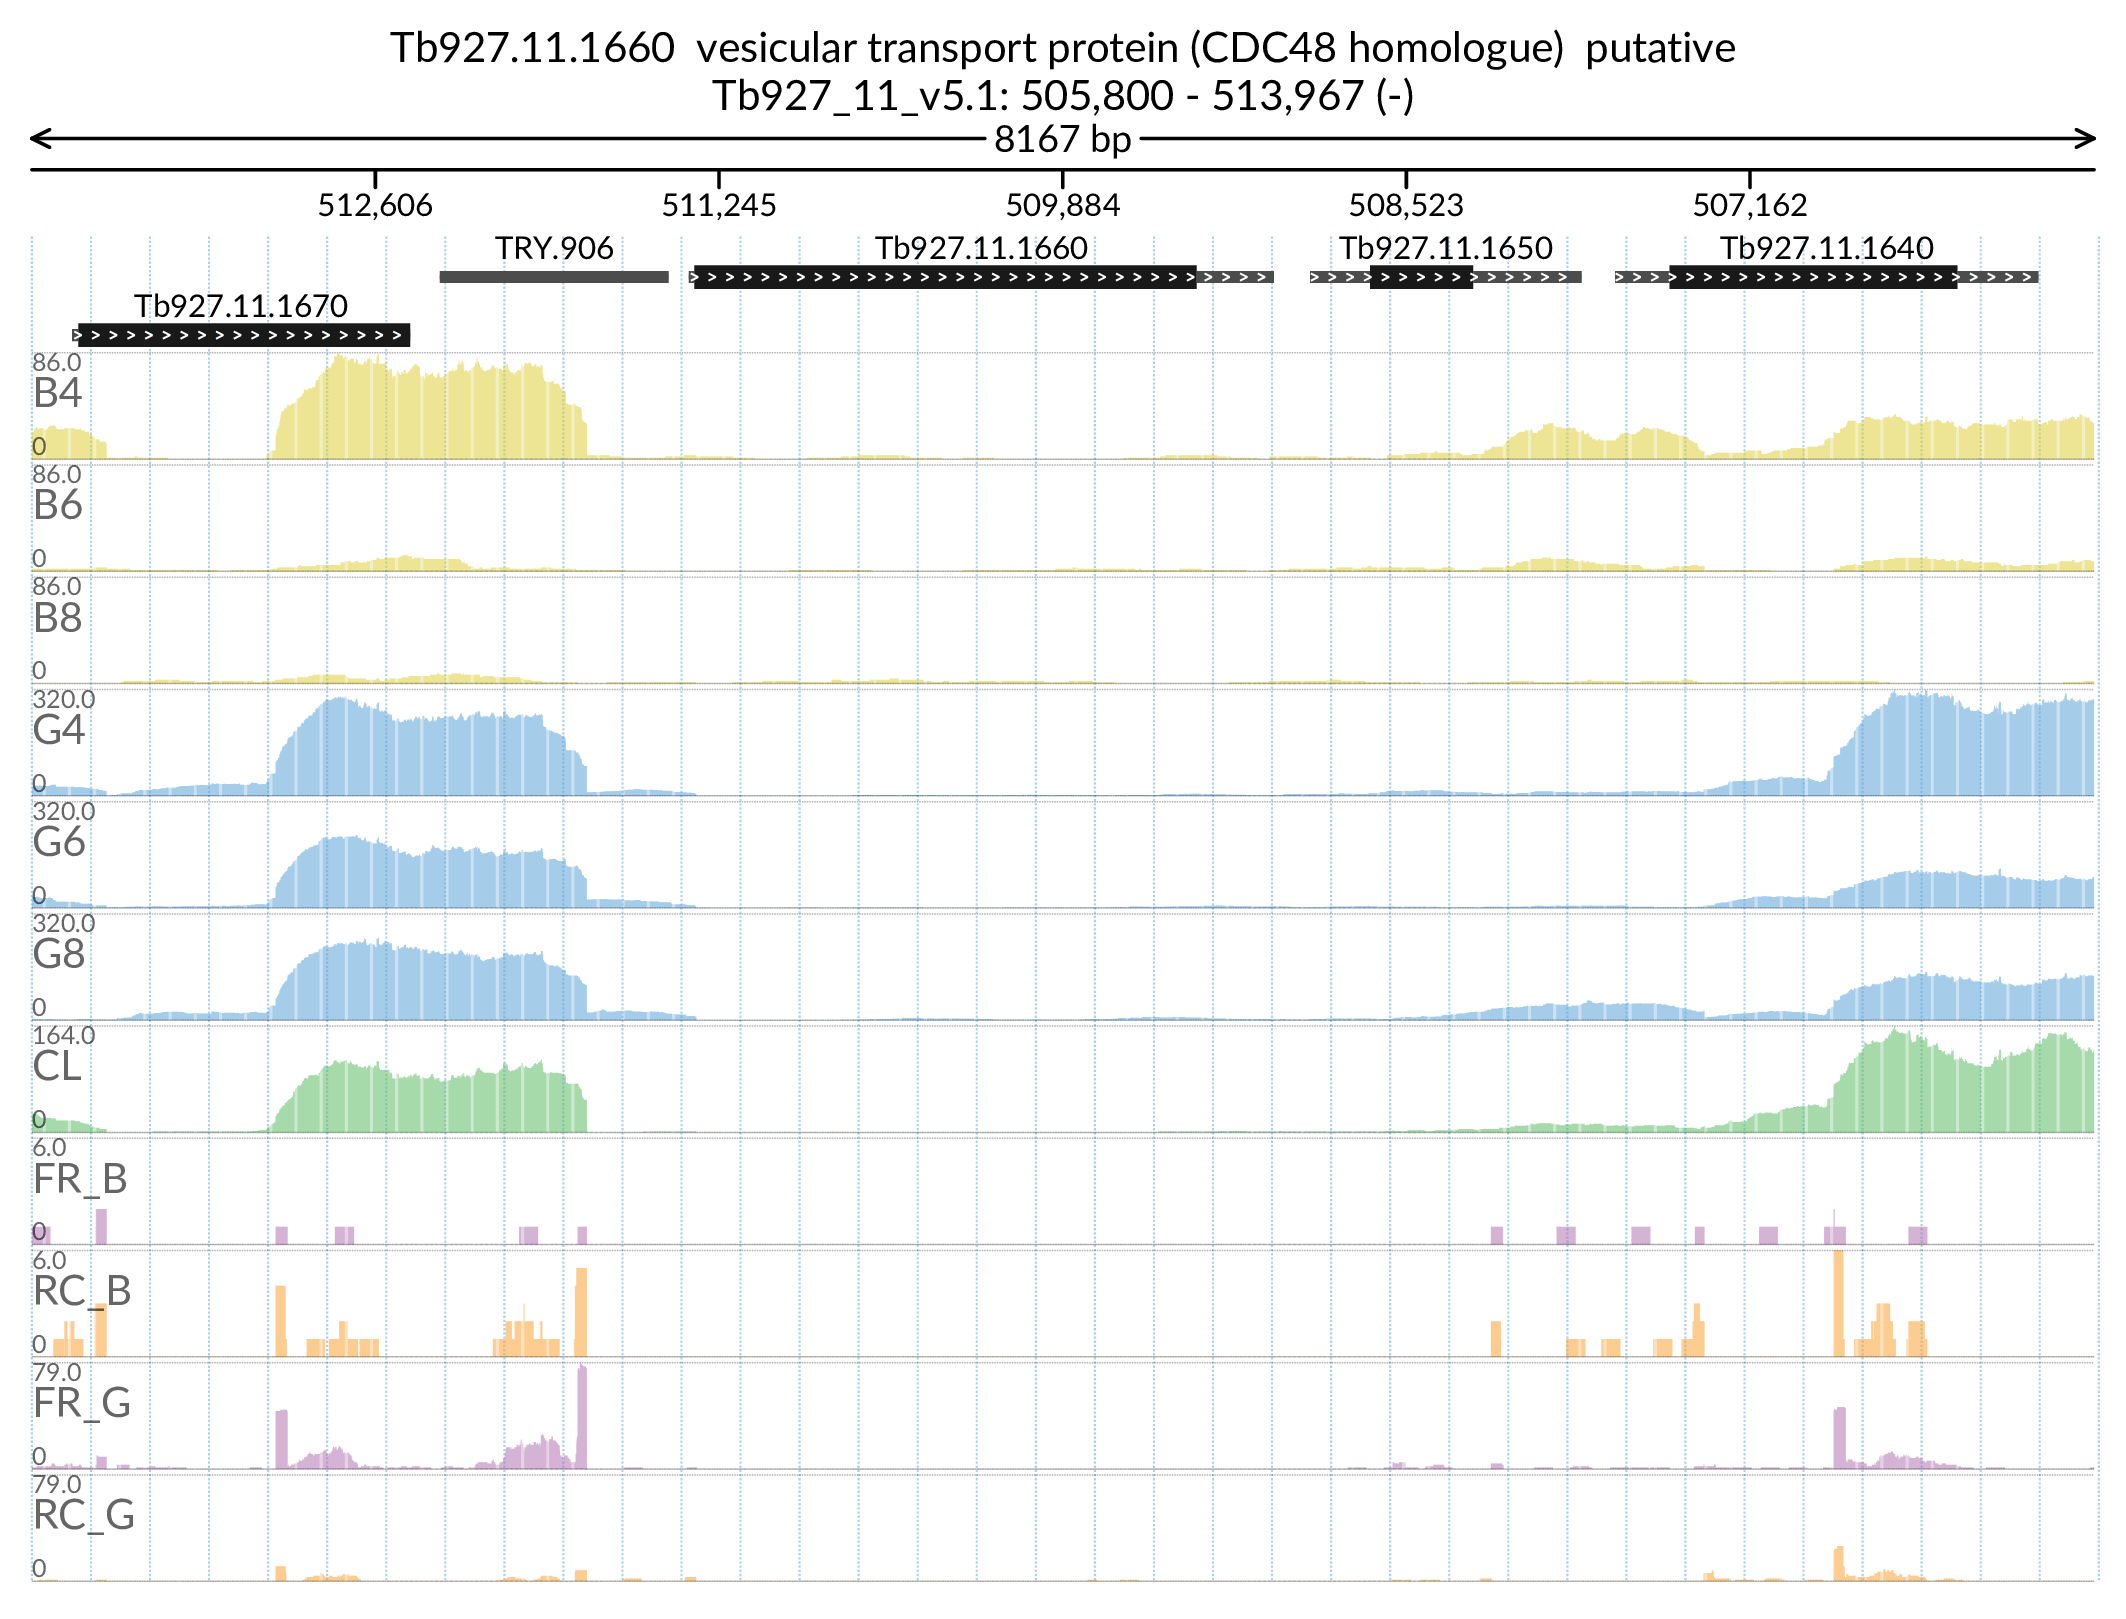 Tb927.11.1660 vesicular transport protein (CDC48 homologue) putative
Tb927_11_v5.1: 505,800 - 513,967 (-)
8167 bp
512,606 511,245 509,884 508,523 507,162
TRY.906 Tb927.11.1660 Tb927.11.1650 Tb927.11.1640
Tb927.11.1670
86.0
B4
0
86.0
B6
0
86.0
B8
0
320.0
G4
0
320.0
G6
0
320.0
G8
0
164.0
CL
0
6.0
FR_B
0
6.0
RC_B
0
79.0
FR_G
0
79.0
RC_G
0